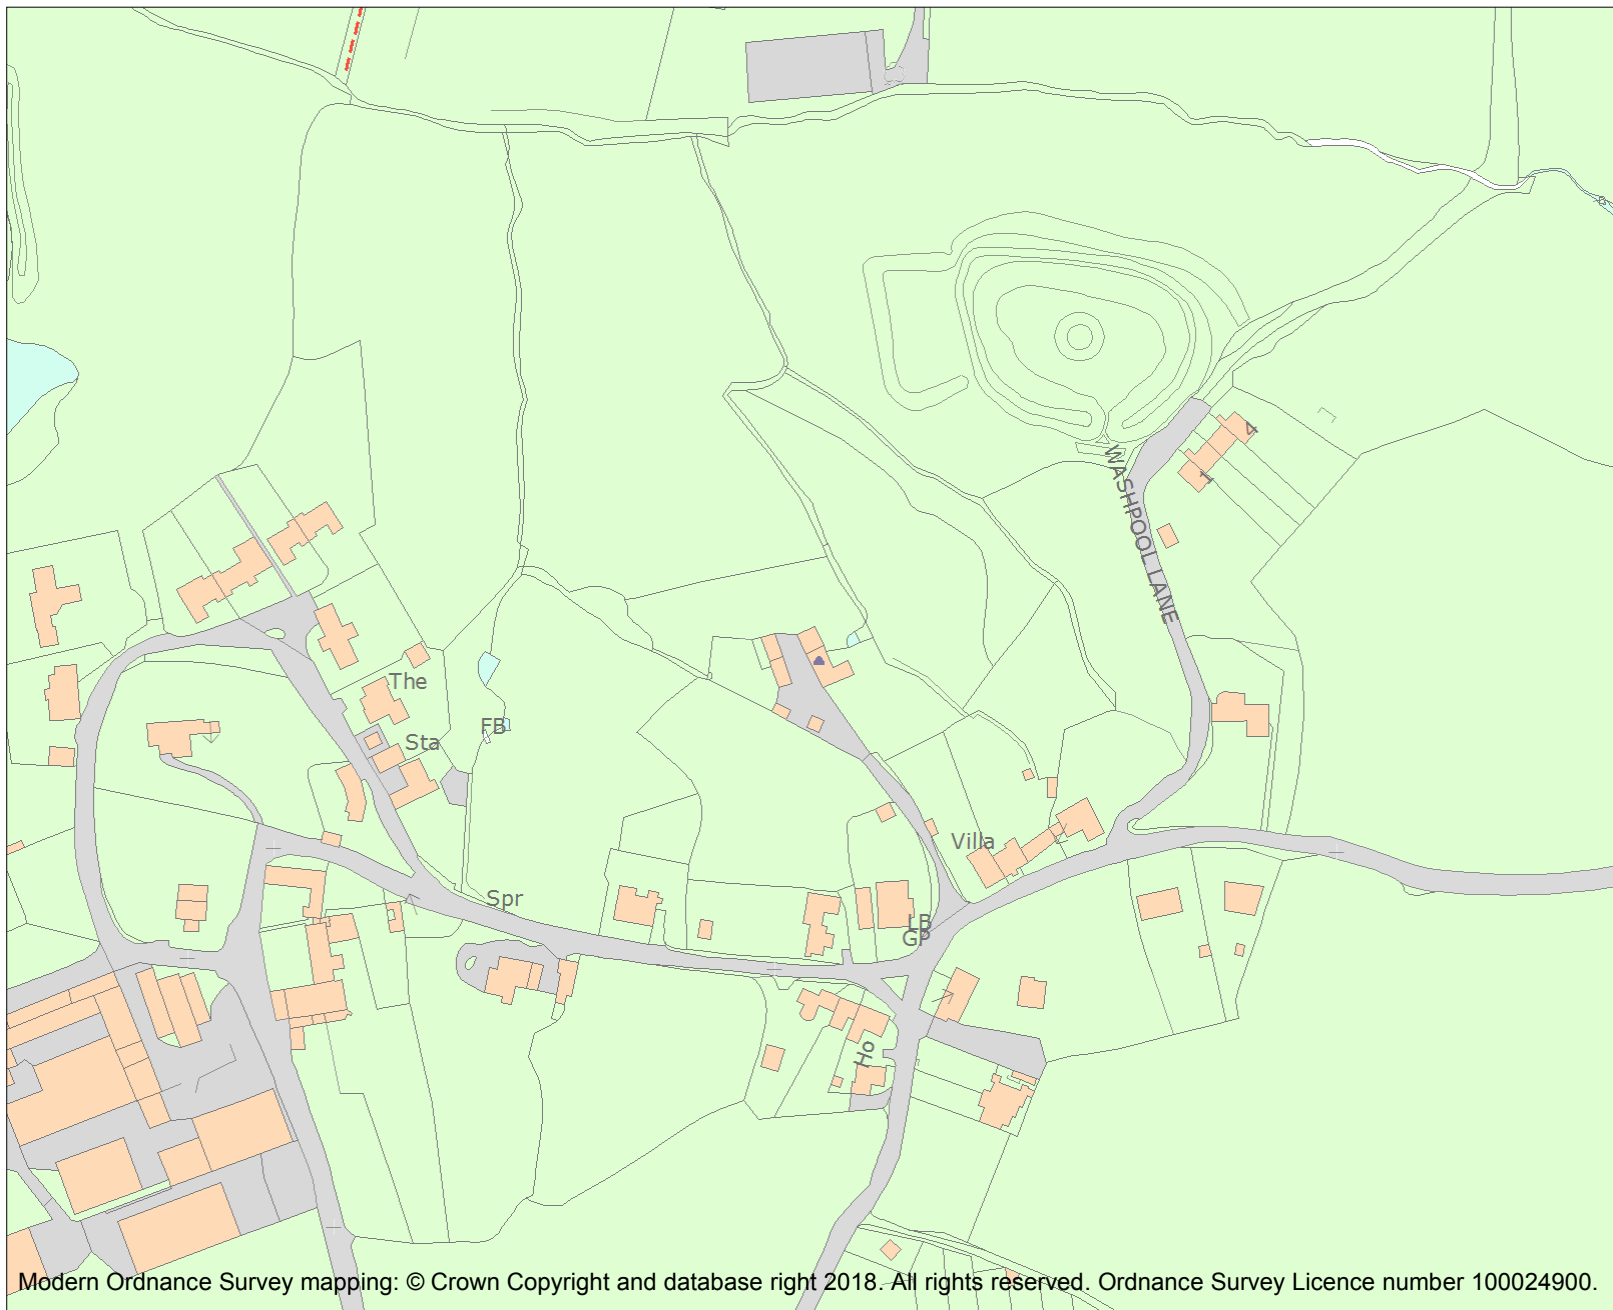 4
1
WASHPOOL LANE
The
FB
Sta
Villa
Spr
LB
GP
Ho
Modern Ordnance Survey mapping: © Crown Copyright and database right 2018. All rights reserved. Ordnance Survey Licence number 100024900.